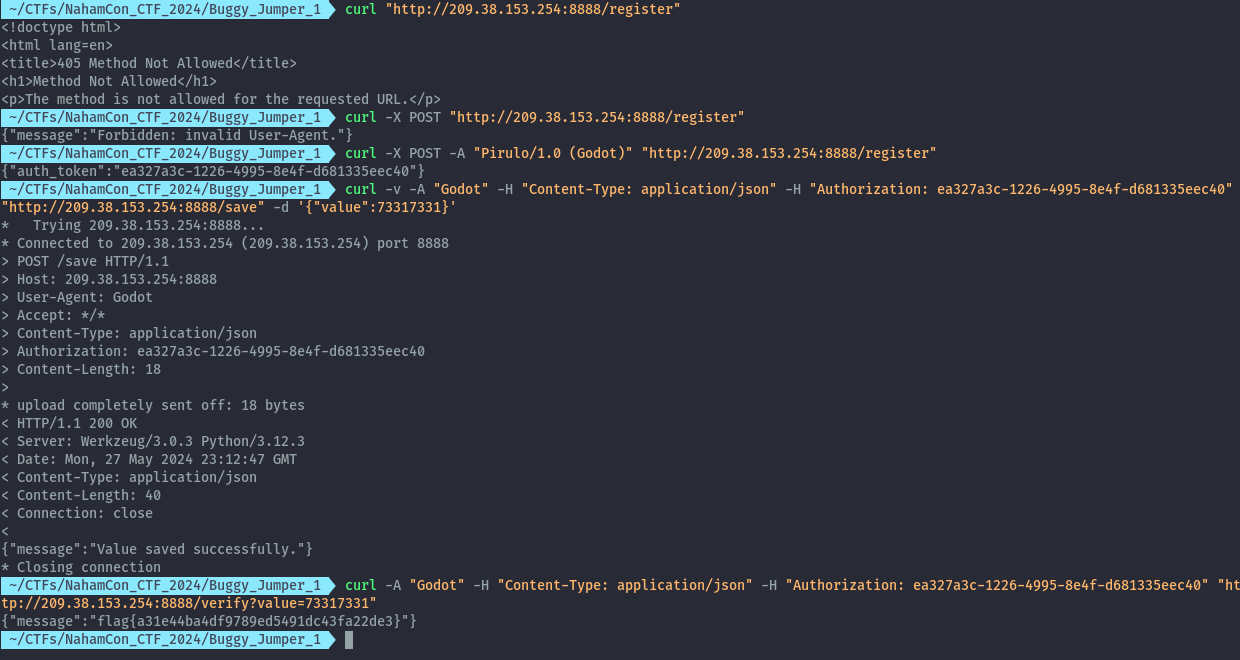 ~/CTFs/NahamCon_CTF_2024/Buggy_Jumper_1 curl "http://209.38.153.254:8888/register"
<!doctype html>
<html lang=en>
<title>405 Method Not Allowed</title>
<h1>Method Not Allowed</h1>
<p>The method is not allowed for the requested URL.</p>
~/CTFs/NahamCon_CTF_2024/Buggy_Jumper_1 curl -X POST "http://209.38.153.254:8888/register"
{"message":"Forbidden: invalid User-Agent."}
~/CTFs/NahamCon_CTF_2024/Buggy_Jumper_1 curl -X POST -A "Pirulo/1.0 (Godot)" "http://209.38.153.254:8888/register"
{"auth_token":"ea327a3c-1226-4995-8e4f-d681335eec40"}
~/CTFs/NahamCon_CTF_2024/Buggy_Jumper_1 curl -v -A "Godot" -H "Content-Type: application/json" -H "Authorization: ea327a3c-1226-4995-8e4f-d681335eec40"
"http://209.38.153.254:8888/save" -d '{"value":73317331}'
*   Trying 209.38.153.254:8888...
* Connected to 209.38.153.254 (209.38.153.254) port 8888
> POST /save HTTP/1.1
> Host: 209.38.153.254:8888
> User-Agent: Godot
> Accept: */*
> Content-Type: application/json
> Authorization: ea327a3c-1226-4995-8e4f-d681335eec40
> Content-Length: 18
>
* upload completely sent off: 18 bytes
< HTTP/1.1 200 OK
< Server: Werkzeug/3.0.3 Python/3.12.3
< Date: Mon, 27 May 2024 23:12:47 GMT
< Content-Type: application/json
< Content-Length: 40
< Connection: close
<
{"message":"Value saved successfully."}
* Closing connection
~/CTFs/NahamCon_CTF_2024/Buggy_Jumper_1 curl -A "Godot" -H "Content-Type: application/json" -H "Authorization: ea327a3c-1226-4995-8e4f-d681335eec40" "ht
tp://209.38.153.254:8888/verify?value=73317331"
{"message":"flag{a31e44ba4df9789ed5491dc43fa22de3}"}
~/CTFs/NahamCon_CTF_2024/Buggy_Jumper_1